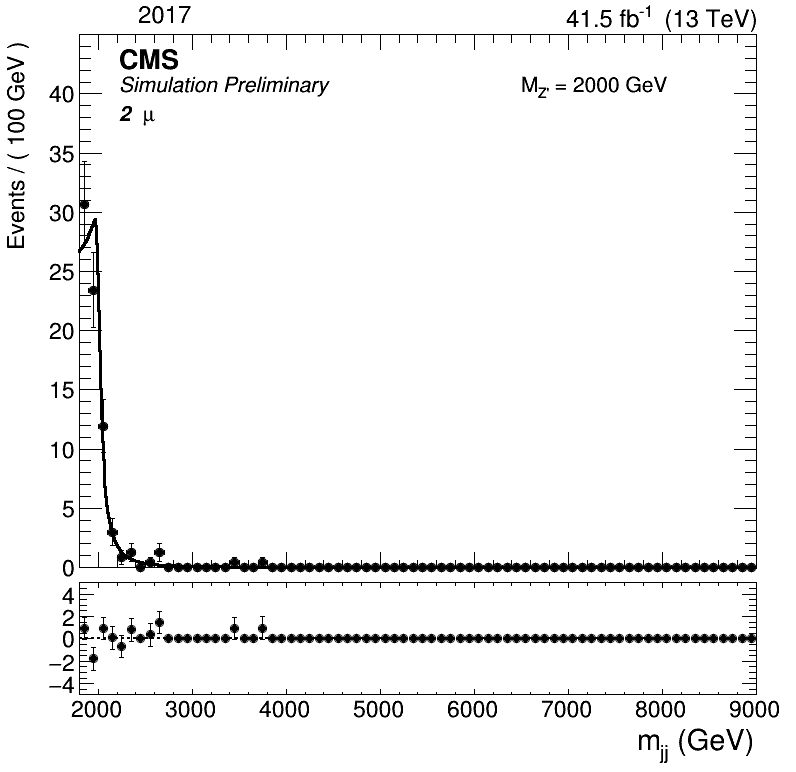 2017 41.5 fb⁻¹ (13 TeV)
CMS
Simulation Preliminary
M_Z' = 2000 GeV
2 μ
Events / ( 100 GeV )
40
35
30
25
20
15
10
5
0
4
2
0
−2
−4
2000 3000 4000 5000 6000 7000 8000 9000
m_jj (GeV)